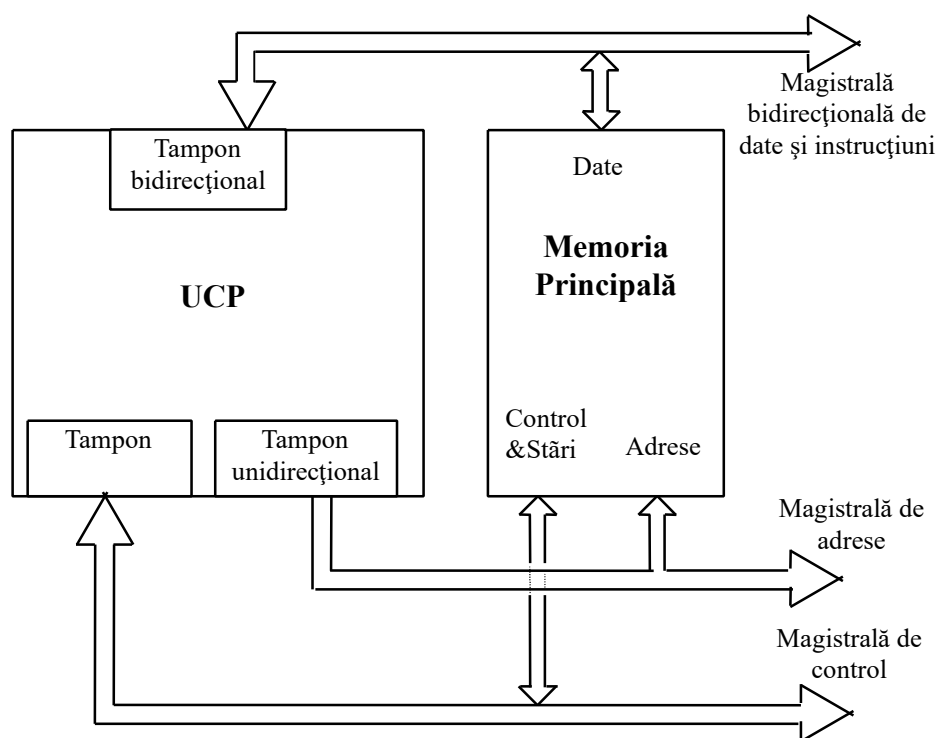 Magistrală
bidirecţională de
date şi instrucţiuni
Tampon
bidirecţional
Date
Memoria
Principală
UCP
Control
&Stãri
Adrese
Tampon
Tampon
unidirecţional
Magistrală de
adrese
Magistrală de
control